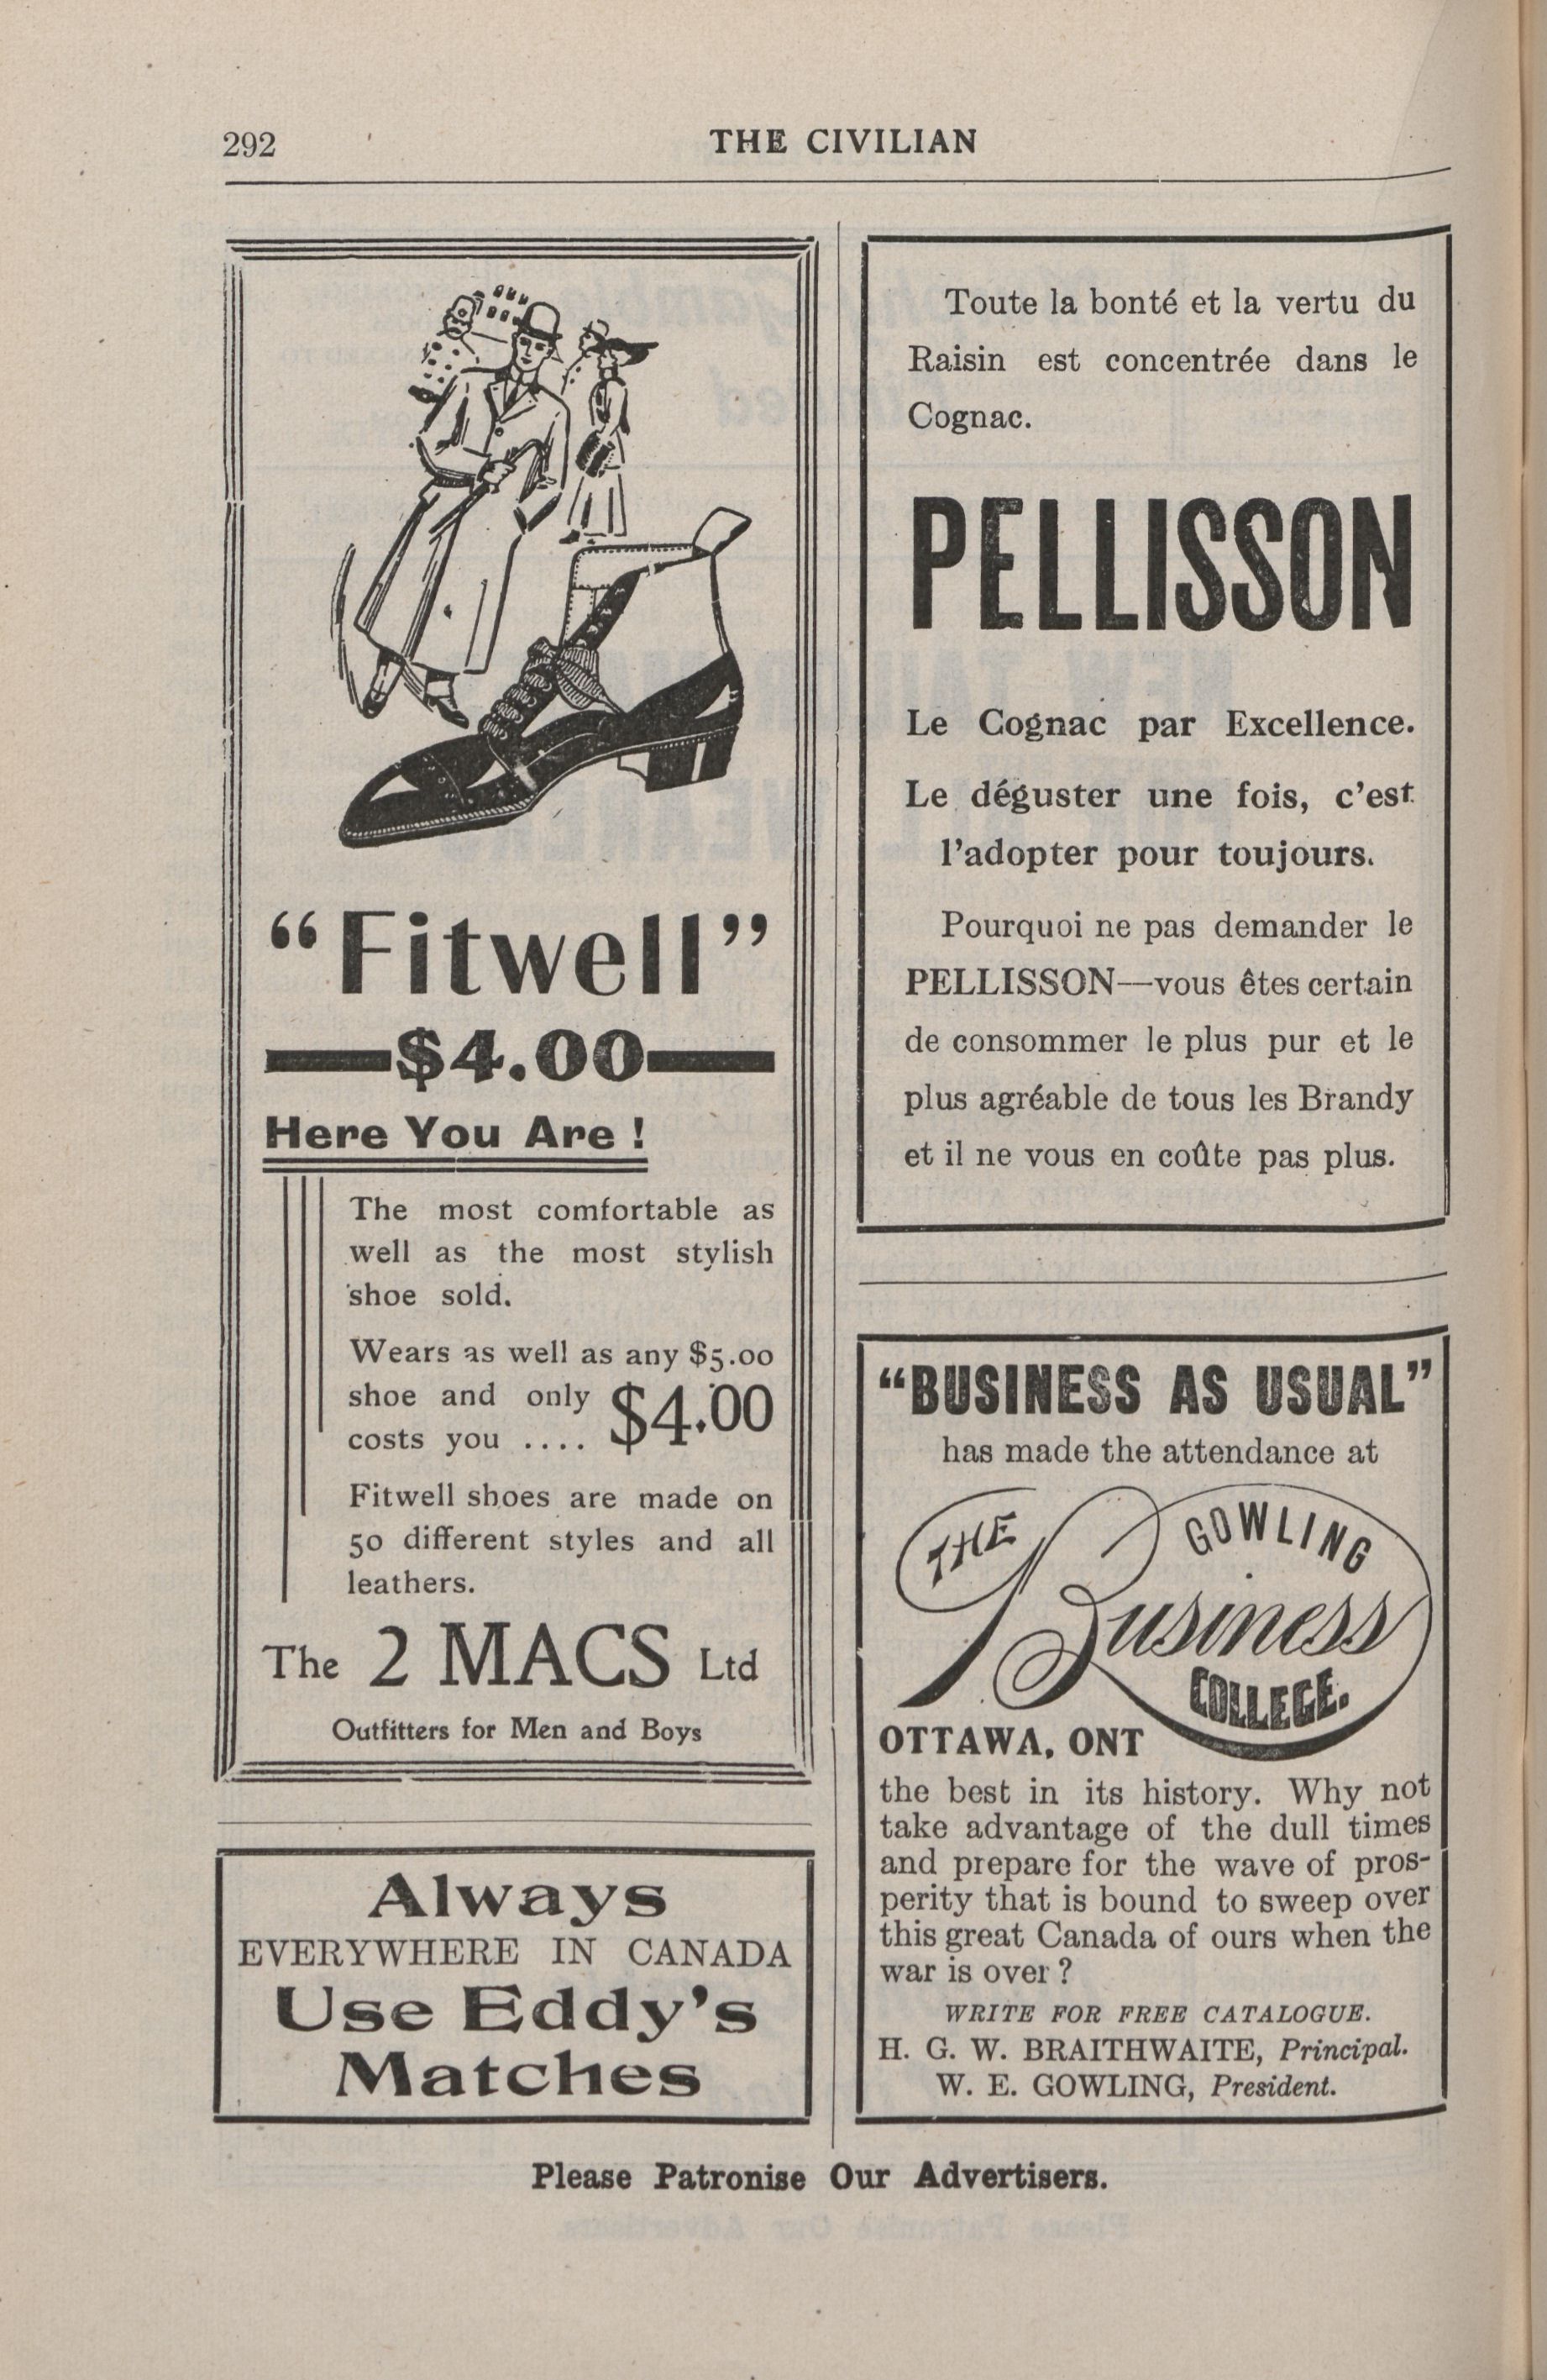 292
THE CIVILIAN
“Fitwell”
$4.00
Here You Are !
The most comfortable as
well as the most stylish
shoe sold.
Wears as well as any $5.00
shoe and only
costs you .... $4.00
Fitwell shoes are made on
50 different styles and all
leathers.
The 2 MACS Ltd
Outfitters for Men and Boys
Always
EVERYWHERE IN CANADA
Use Eddy's
Matches
Toute la bonté et la vertu du
Raisin est concentrée dans le
Cognac.
PELLISSON
Le Cognac par Excellence.
Le déguster une fois, c'est
l'adopter pour toujours.
Pourquoi ne pas demander le
PELLISSON—vous êtes certain
de consommer le plus pur et le
plus agréable de tous les Brandy
et il ne vous en coûte pas plus.
“BUSINESS AS USUAL”
has made the attendance at
THE GOWLING
Business
COLLEGE.
OTTAWA, ONT
the best in its history. Why not
take advantage of the dull times
and prepare for the wave of pros-
perity that is bound to sweep over
this great Canada of ours when the
war is over ?
WRITE FOR FREE CATALOGUE.
H. G. W. BRAITHWAITE, Principal.
W. E. GOWLING, President.
Please Patronise Our Advertisers.